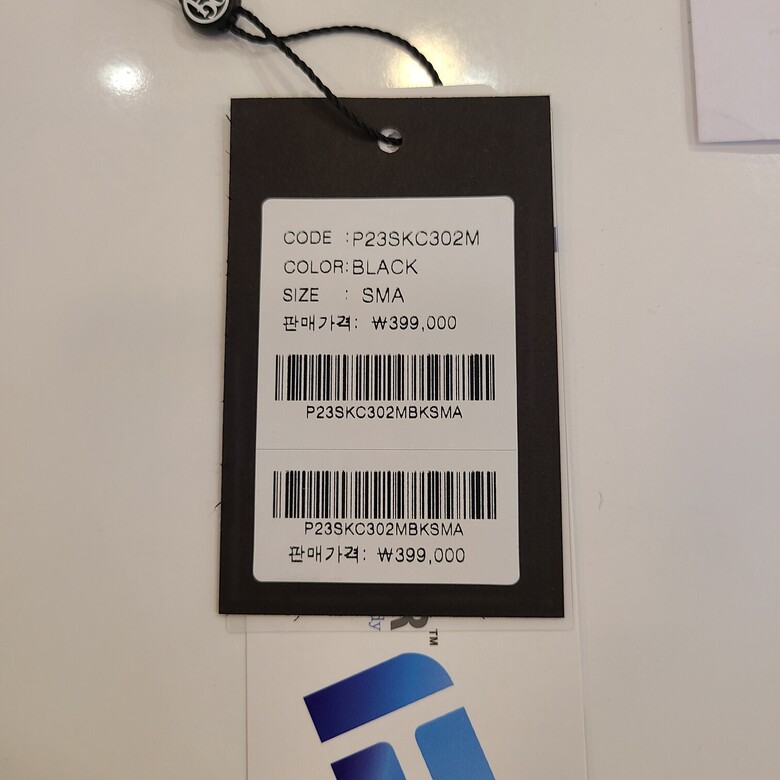 CODE :P23SKC302M
COLOR:BLACK
SIZE : SMA
판매가격: ₩399,000
P23SKC302MBKSMA
P23SKC302MBKSMA
판매가격: ₩399,000
TM